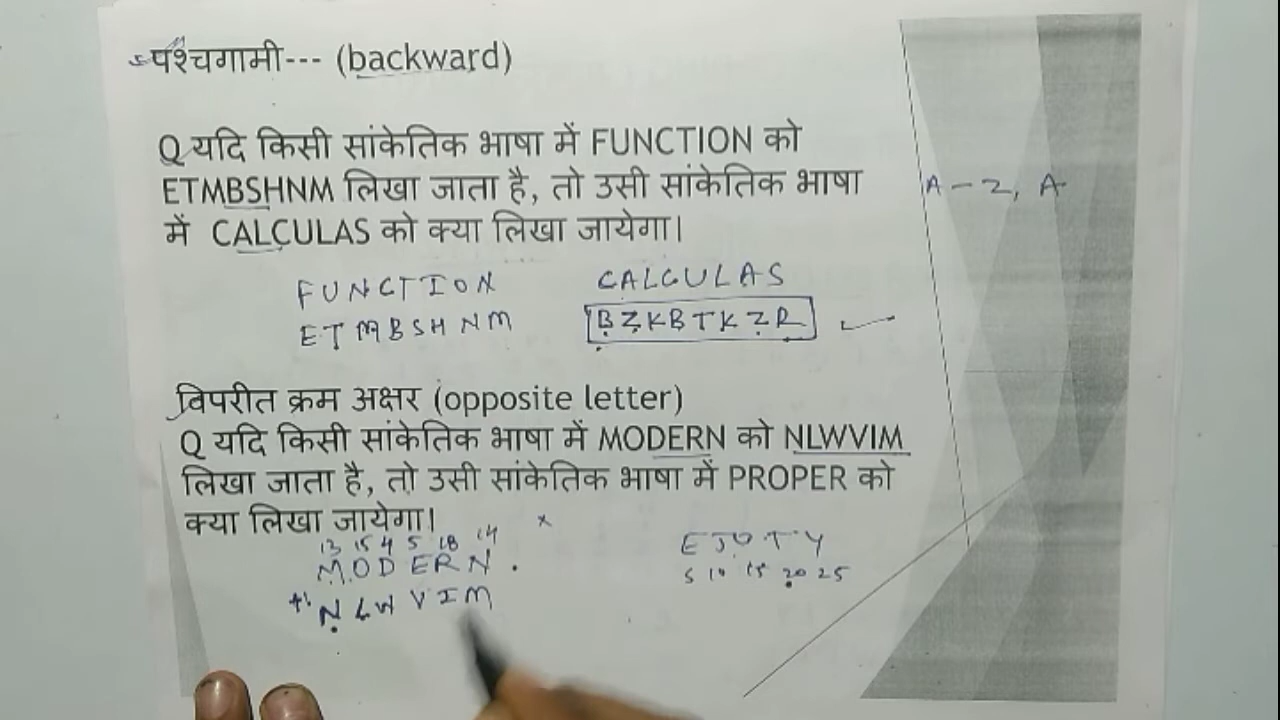 पश्चगामी--- (backward)
Q यदि किसी सांकेतिक भाषा में FUNCTION को
ETMBSHNM लिखा जाता है, तो उसी सांकेतिक भाषा
में CALCULAS को क्या लिखा जायेगा।
A - Z, A
FUNCTION
ETMBSHNM
CALCULAS
BZKBTKZR
विपरीत क्रम अक्षर (opposite letter)
Q यदि किसी सांकेतिक भाषा में MODERN को NLWVIM
लिखा जाता है, तो उसी सांकेतिक भाषा में PROPER को
क्या लिखा जायेगा।
13 15 4 5 18 14
MODERN
+1 NLWVIM
EJOTY
5 10 15 20 25